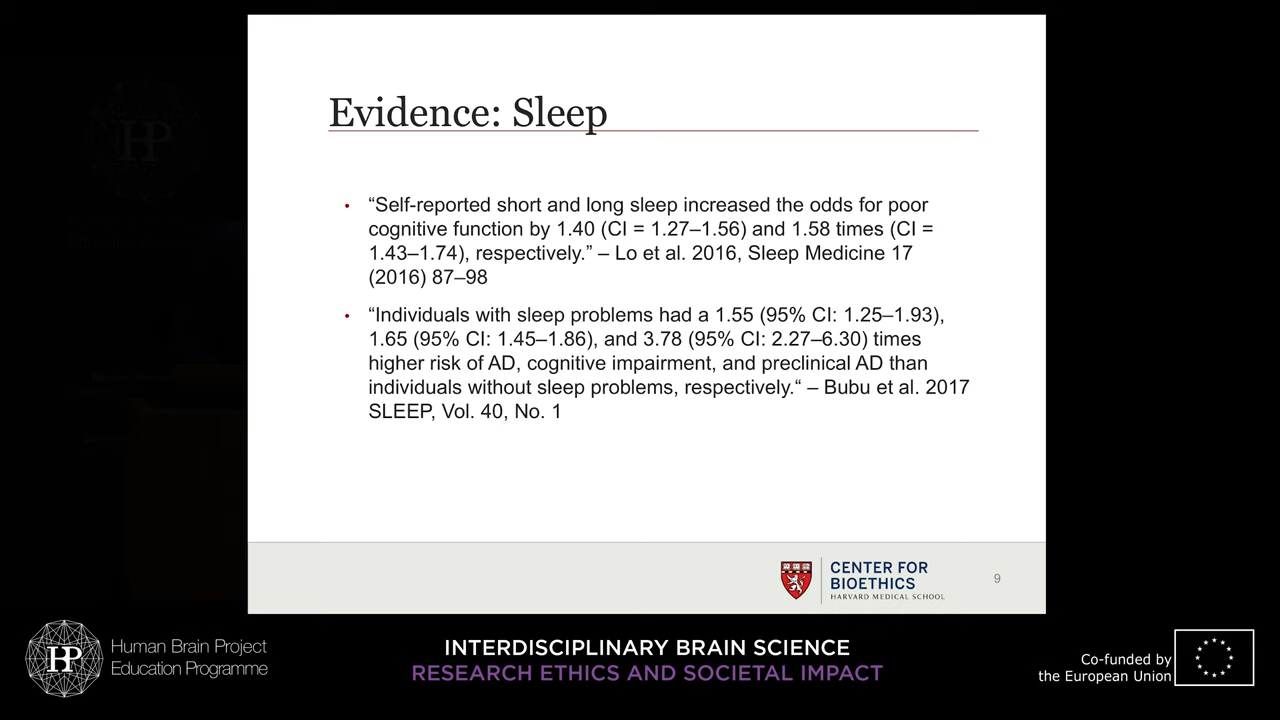 Evidence: Sleep
• “Self-reported short and long sleep increased the odds for poor
cognitive function by 1.40 (CI = 1.27–1.56) and 1.58 times (CI =
1.43–1.74), respectively.” – Lo et al. 2016, Sleep Medicine 17
(2016) 87–98
• “Individuals with sleep problems had a 1.55 (95% CI: 1.25–1.93),
1.65 (95% CI: 1.45–1.86), and 3.78 (95% CI: 2.27–6.30) times
higher risk of AD, cognitive impairment, and preclinical AD than
individuals without sleep problems, respectively.“ – Bubu et al. 2017
SLEEP, Vol. 40, No. 1
CENTER FOR
BIOETHICS
HARVARD MEDICAL SCHOOL
9
HP
Human Brain Project
Education Programme
INTERDISCIPLINARY BRAIN SCIENCE
RESEARCH ETHICS AND SOCIETAL IMPACT
Co-funded by
the European Union